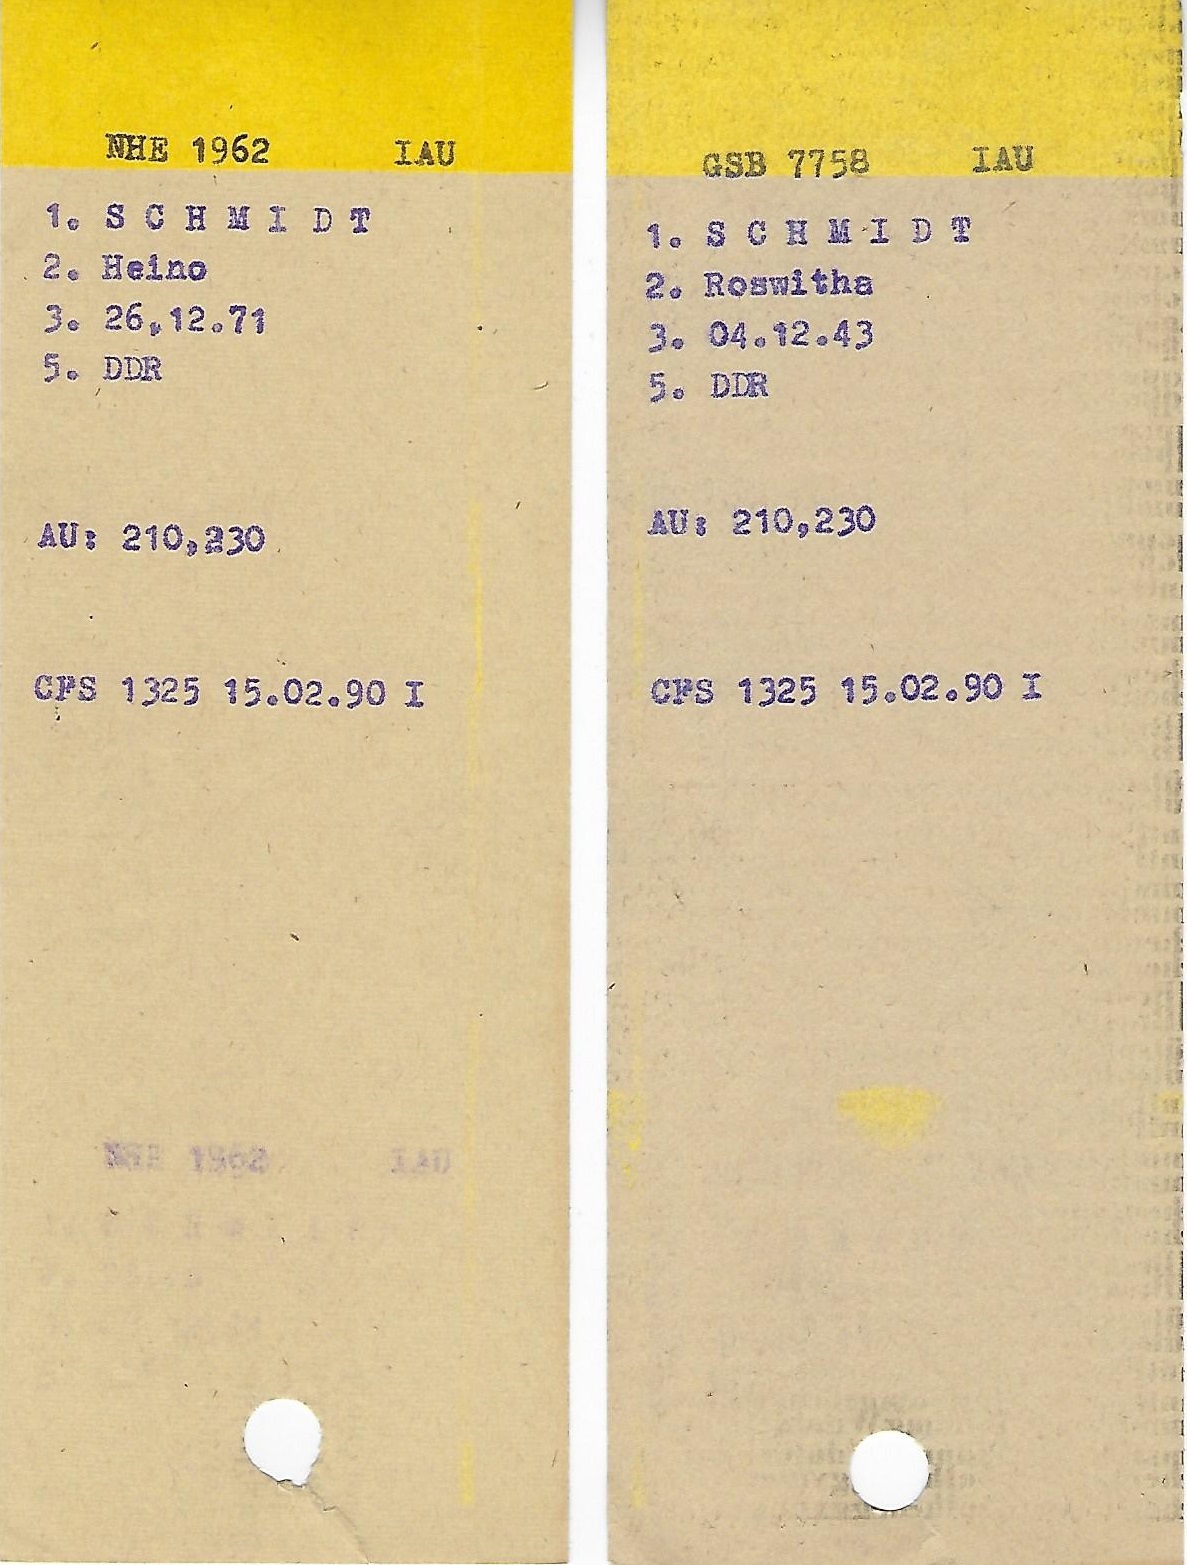 NHE 1962 IAU
1. S C H M I D T
2. Heino
3. 26,12.71
5. DDR
AU: 210,230
CFS 1325 15.02.90 I
GSB 7758 IAU
1. S C H M I D T
2. Roswitha
3. 04.12.43
5. DDR
AU: 210,230
CFS 1325 15.02.90 I